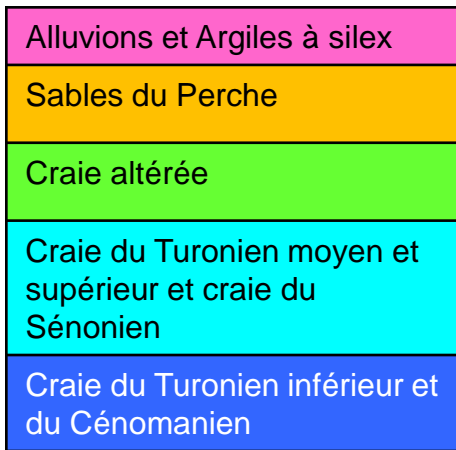 Alluvions et Argiles à silex
Sables du Perche
Craie altérée
Craie du Turonien moyen et
supérieur et craie du
Sénonien
Craie du Turonien inférieur et
du Cénomanien